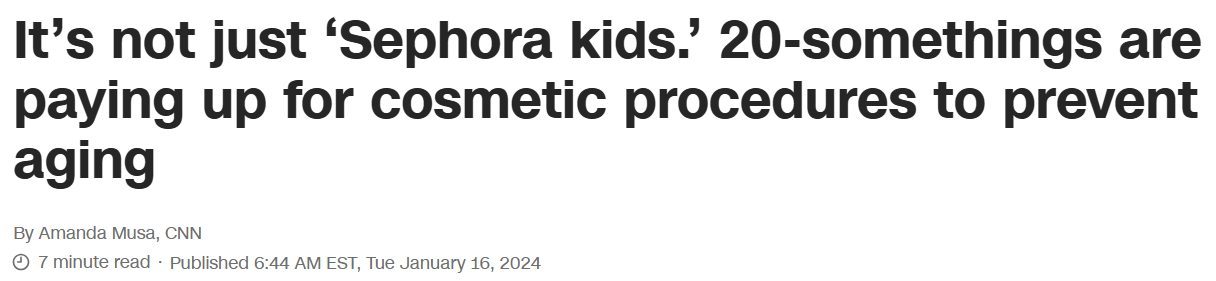 It’s not just ‘Sephora kids.’ 20-somethings are
paying up for cosmetic procedures to prevent
aging
By Amanda Musa, CNN
7 minute read · Published 6:44 AM EST, Tue January 16, 2024